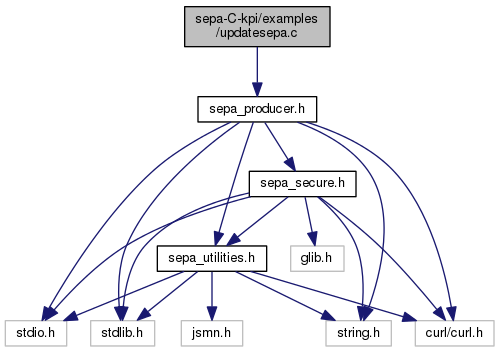 sepa-C-kpi/examples
/updatesepa.c
sepa_producer.h
sepa_secure.h
sepa_utilities.h
glib.h
stdio.h
stdlib.h
jsmn.h
string.h
curl/curl.h